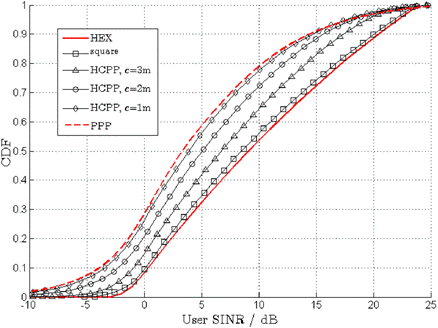 1
0.9
0.8
0.7
0.6
0.5
0.4
0.3
0.2
0.1
0
CDF
HEX
square
HCPP, c=3m
HCPP, c=2m
HCPP, c=1m
PPP
-10 -5 0 5 10 15 20 25
User SINR / dB